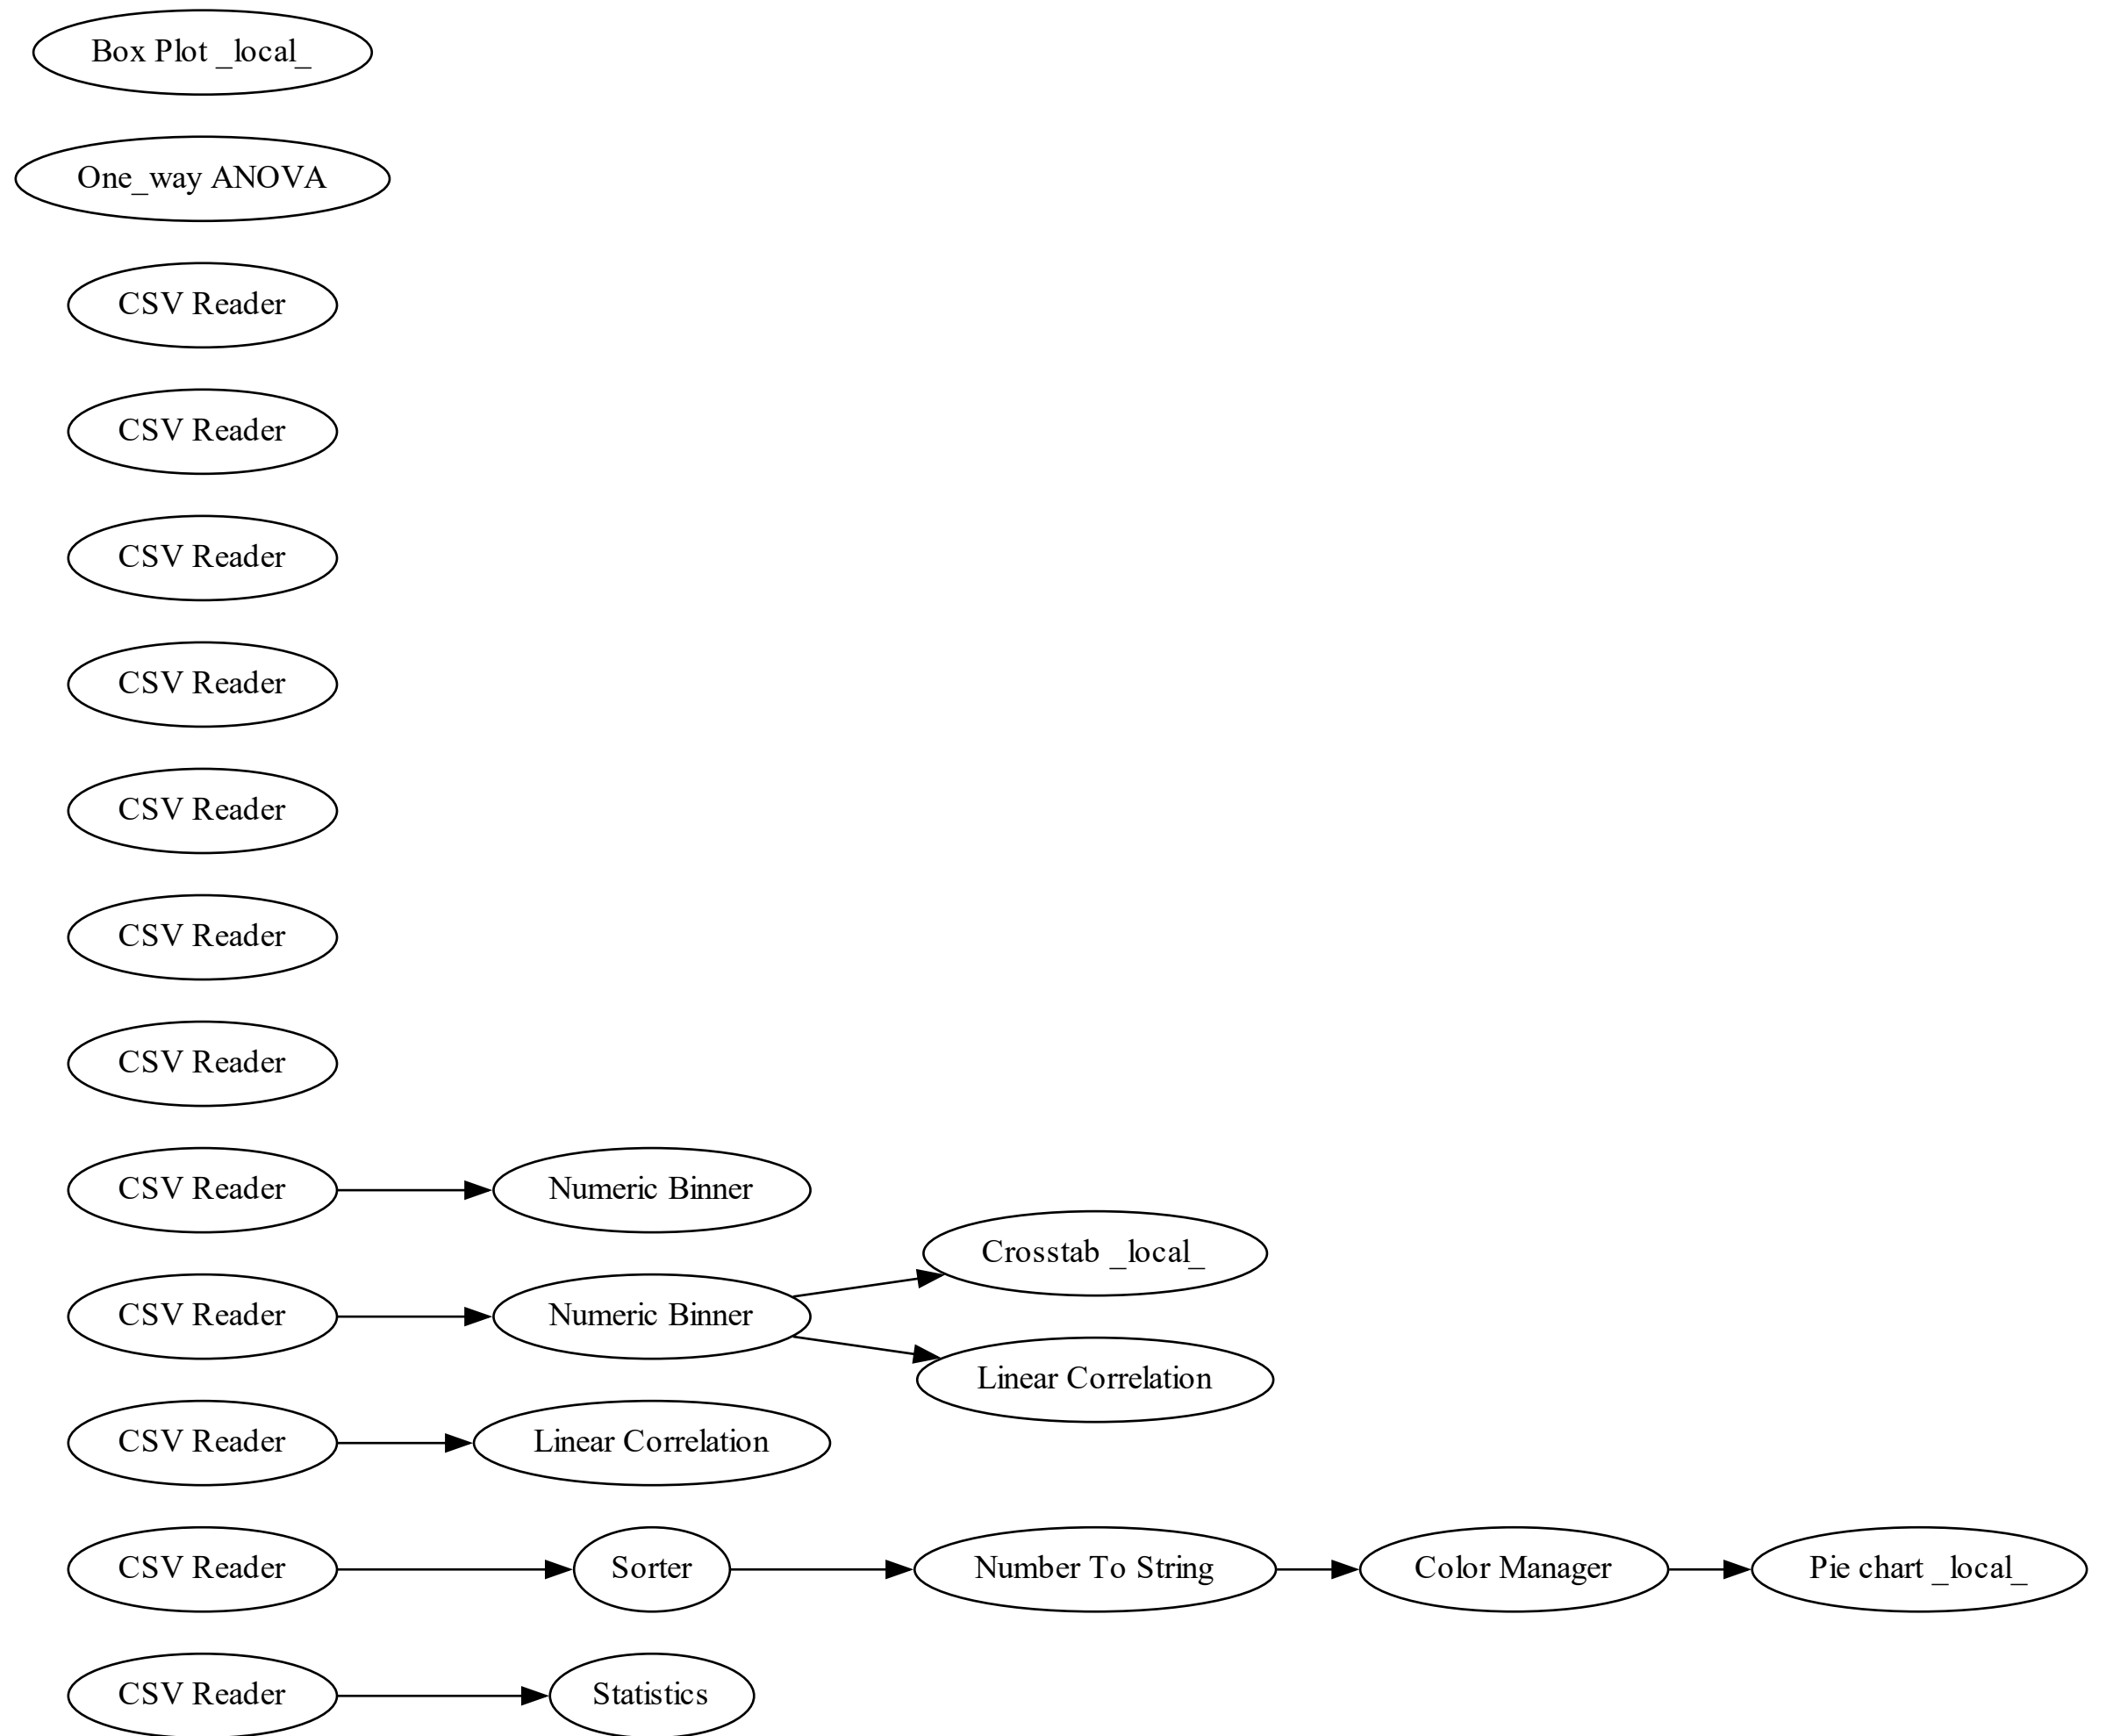 Box Plot _local_
One_way ANOVA
CSV Reader
CSV Reader
CSV Reader
CSV Reader
CSV Reader
CSV Reader
CSV Reader
CSV Reader
Numeric Binner
Crosstab _local_
CSV Reader
Numeric Binner
Linear Correlation
CSV Reader
Linear Correlation
CSV Reader
Sorter
Number To String
Color Manager
Pie chart _local_
CSV Reader
Statistics